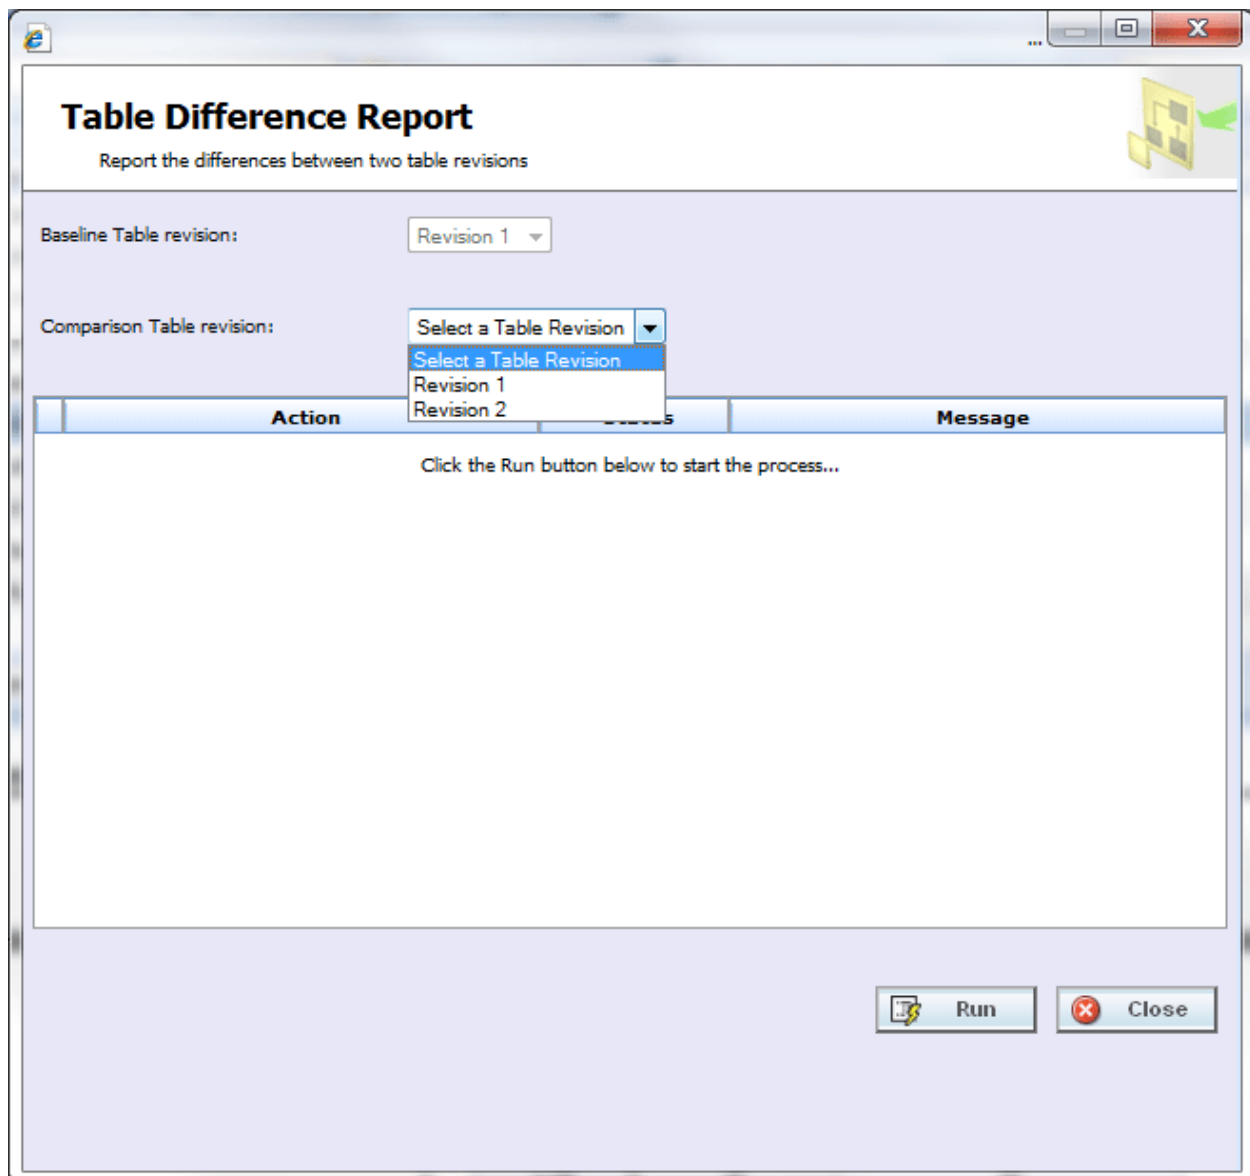 ...
Table Difference Report
Report the differences between two table revisions
Baseline Table revision: Revision 1
Comparison Table revision: Select a Table Revision
Select a Table Revision
Revision 1
Revision 2
Action Message
Click the Run button below to start the process...
Run Close